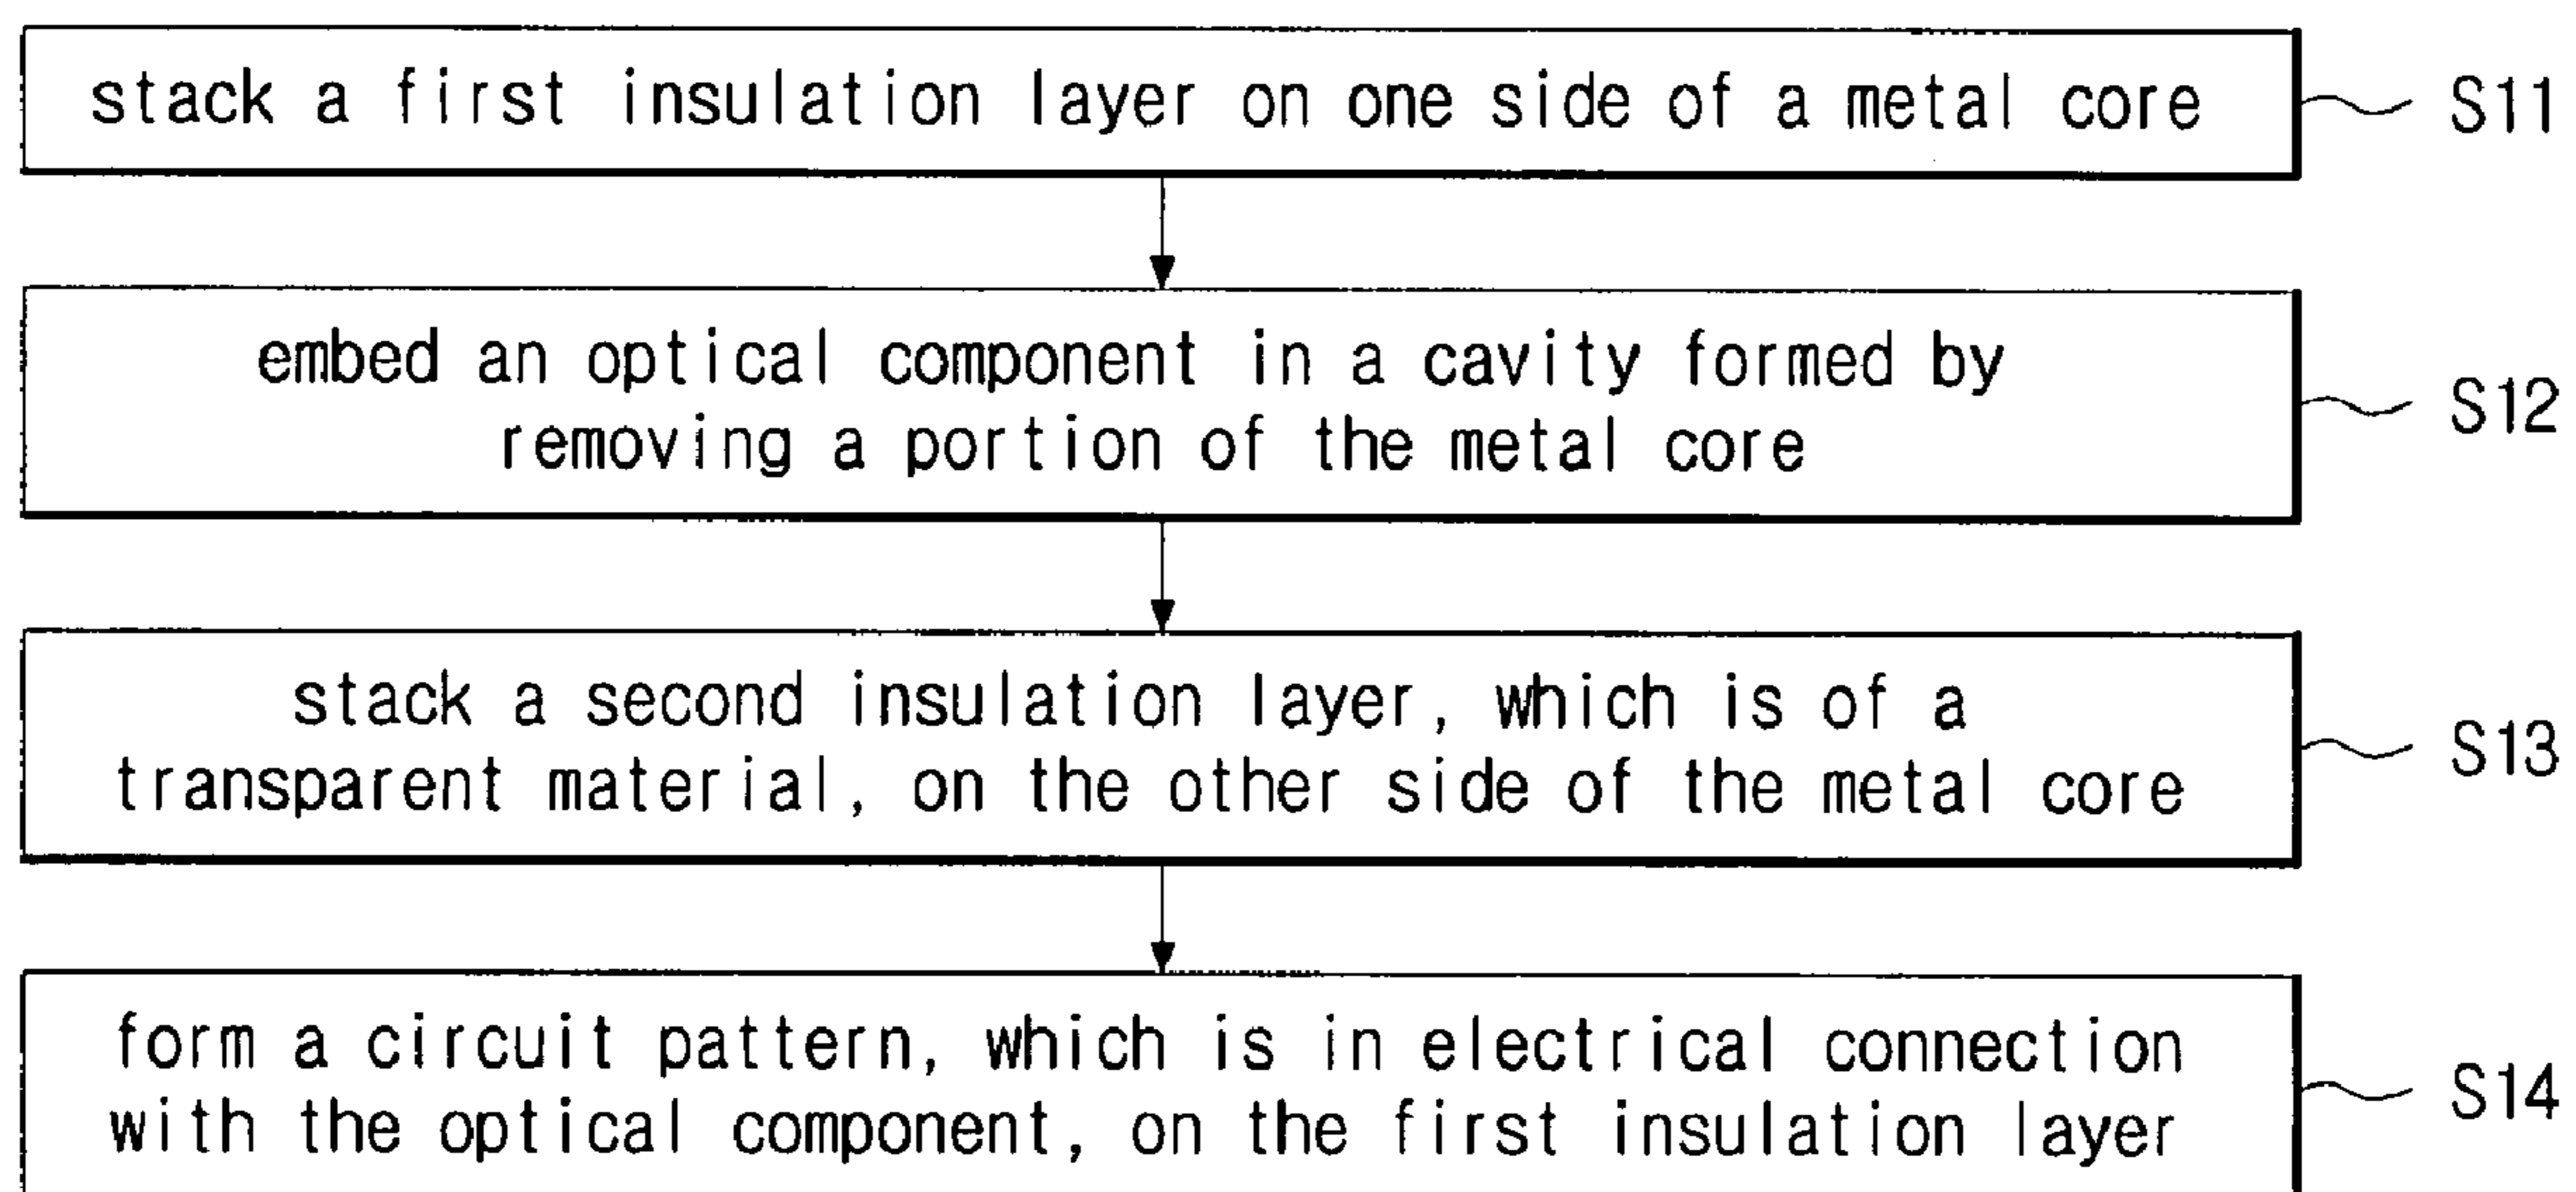 stack a first insulation layer on one side of a metal core
S11
embed an optical component in a cavity formed by
removing a portion of the metal core
S12
stack a second insulation layer, which is of a
transparent material, on the other side of the metal core
S13
form a circuit pattern, which is in electrical connection
with the optical component, on the first insulation layer
S14